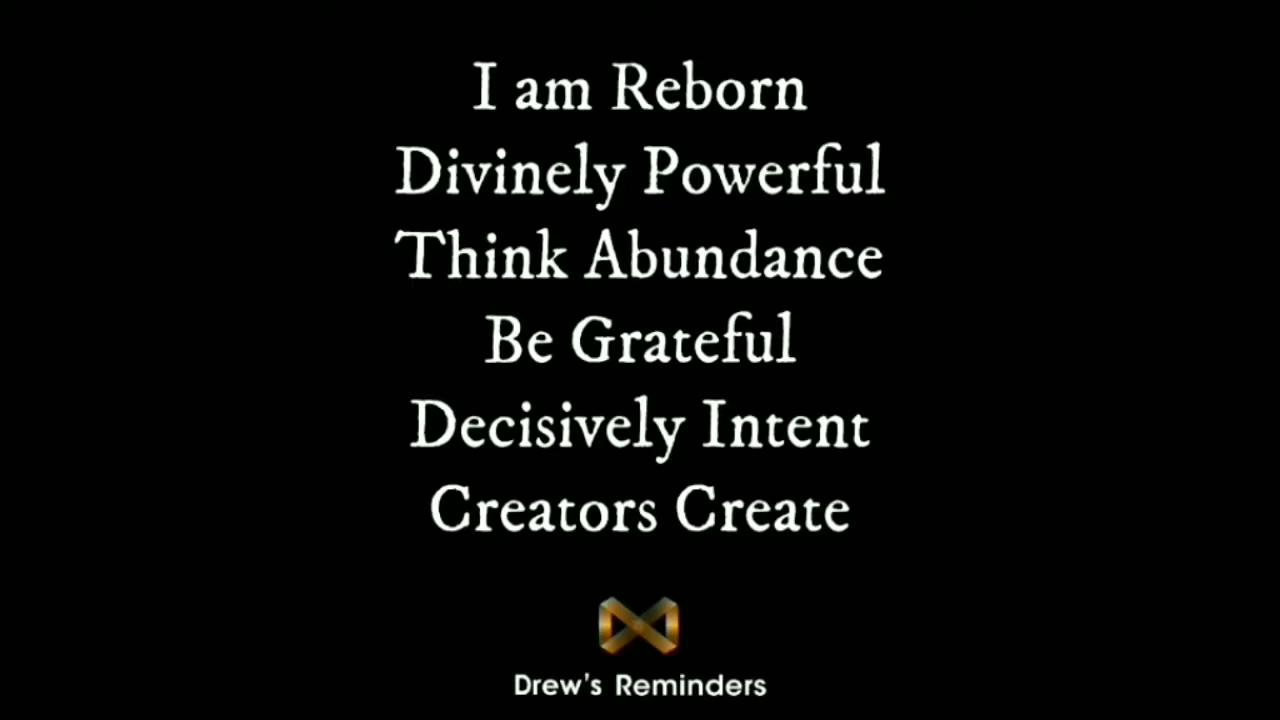 I am Reborn
Divinely Powerful
Think Abundance
Be Grateful
Decisively Intent
Creators Create
Drew's Reminders